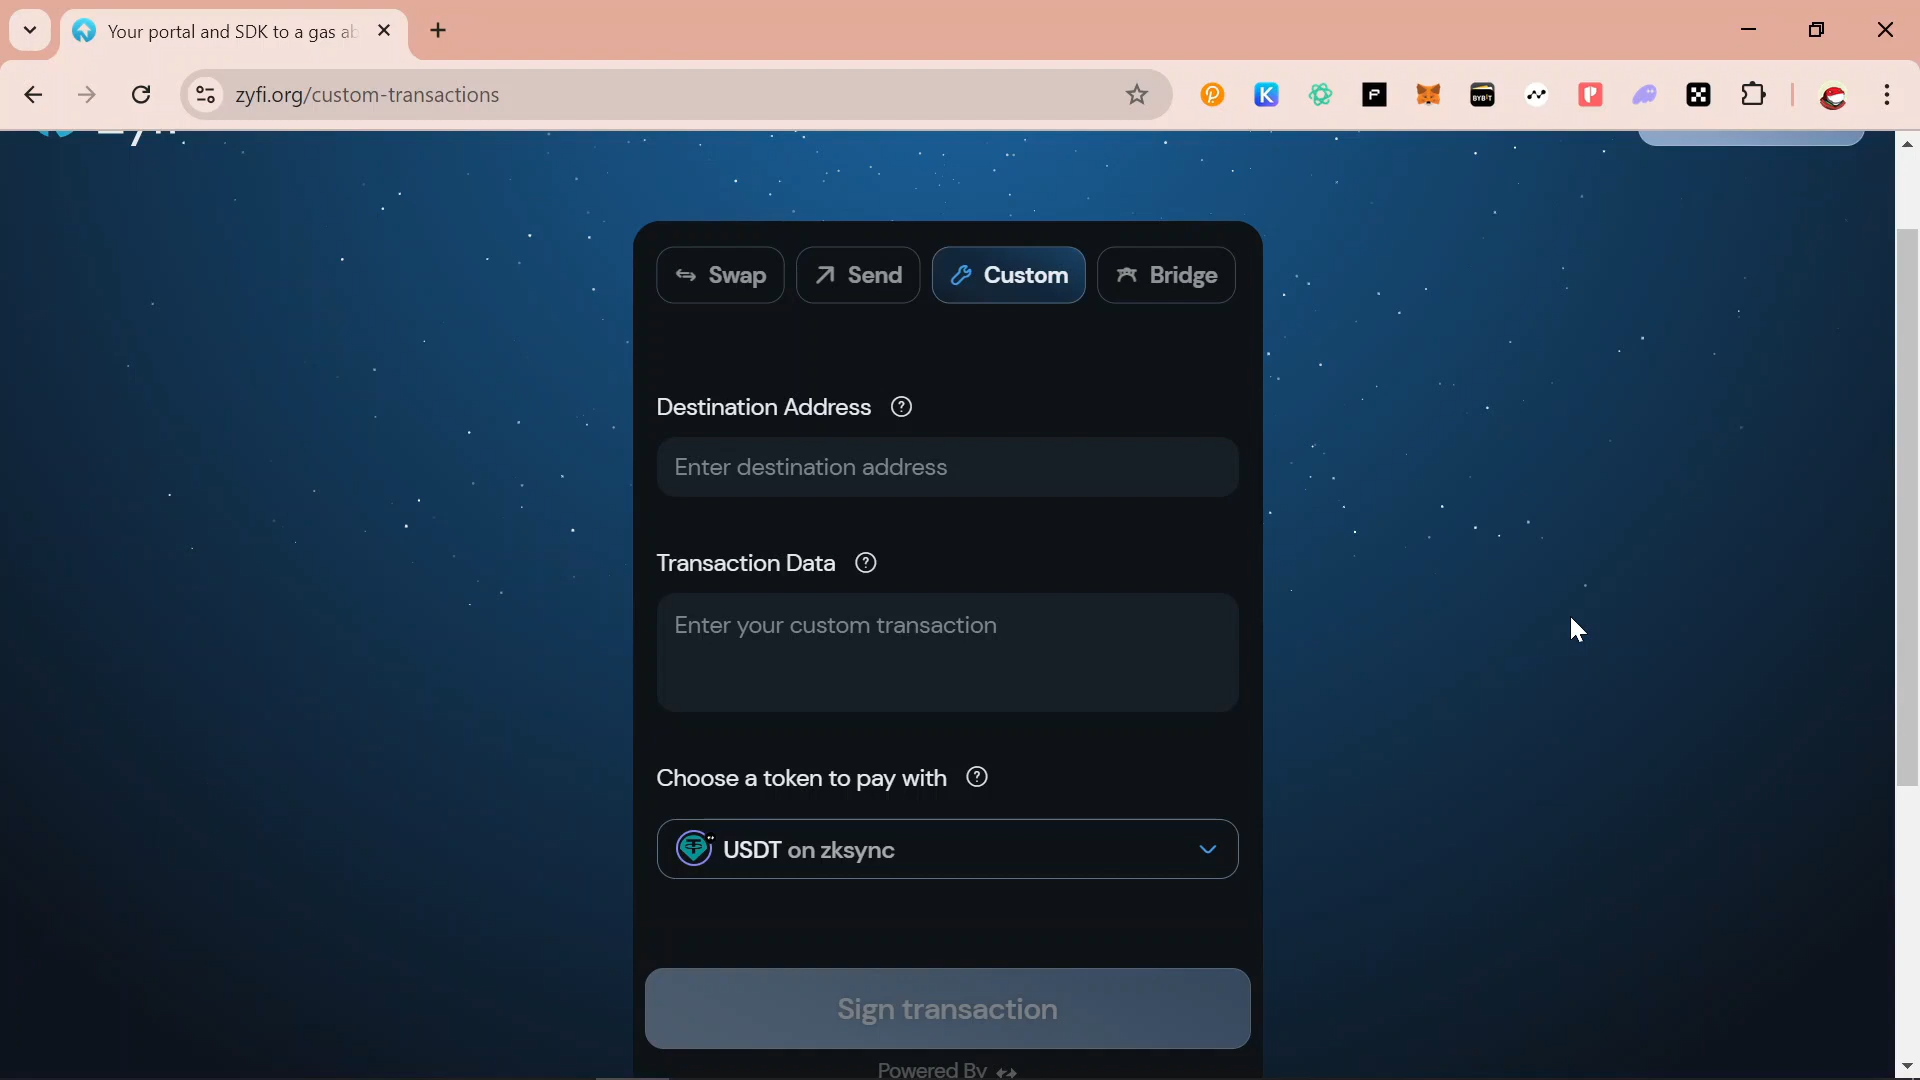 Your portal and SDK to a gas ab
zyfi.org/custom-transactions
BYBIT
Swap
Send
Custom
Bridge
Destination Address
Enter destination address
Transaction Data
Enter your custom transaction
Choose a token to pay with
USDT on zksync
Sign transaction
Powered By